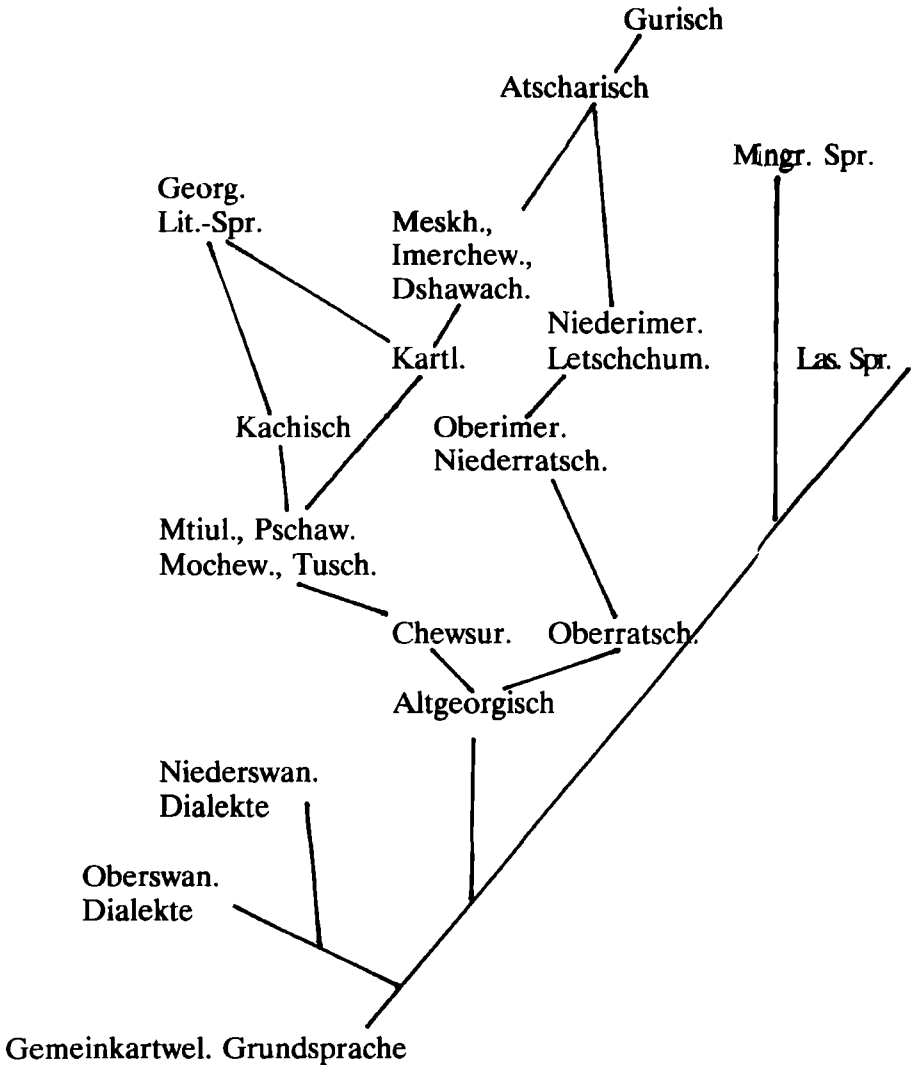 Gurisch
Atscharisch
Mingr. Spr.
Georg.
Lit.-Spr.
Meskh.,
Imerchew.,
Dshawach.
Niederimer.
Letschchum.
Kartl.
Las. Spr.
Kachisch
Oberimer.
Niederratsch.
Mtiul., Pschaw.
Mochew., Tusch.
Chewsur.
Oberratsch.
Altgeorgisch
Niederswan.
Dialekte
Oberswan.
Dialekte
Gemeinkartwel. Grundsprache